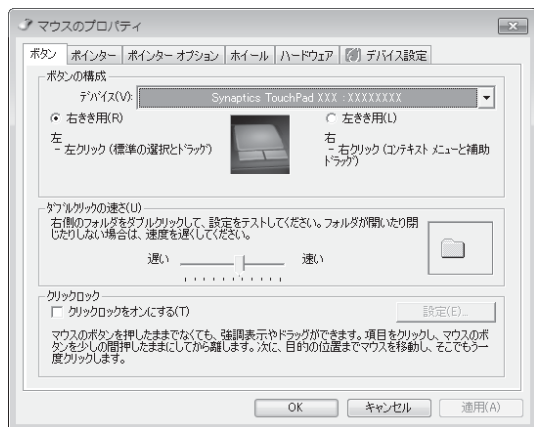 マウスのプロパティ
ボタン ポインター ポインター オプション ホイール ハードウェア デバイス設定
ボタンの構成
デバイス(V): Synaptics TouchPad XXX : XXXXXXXX
右きき用(R) 左きき用(L)
左 右
- 左クリック (標準の選択とドラッグ) - 右クリック (コンテキスト メニューと補助
ドラッグ)
ダブルクリックの速さ(U)
右側のフォルダをダブルクリックして、設定をテストしてください。フォルダが開いたり閉
じたりしない場合は、速度を遅くしてください。
遅い 速い
クリックロック
クリックロックをオンにする(T) 設定(E)...
マウスのボタンを押したままでなくても、強調表示やドラッグができます。項目をクリックし、マウスのボ
タンを少しの間押したままにしてから離します。次に、目的の位置までマウスを移動し、そこでもう一
度クリックします。
OK キャンセル 適用(A)